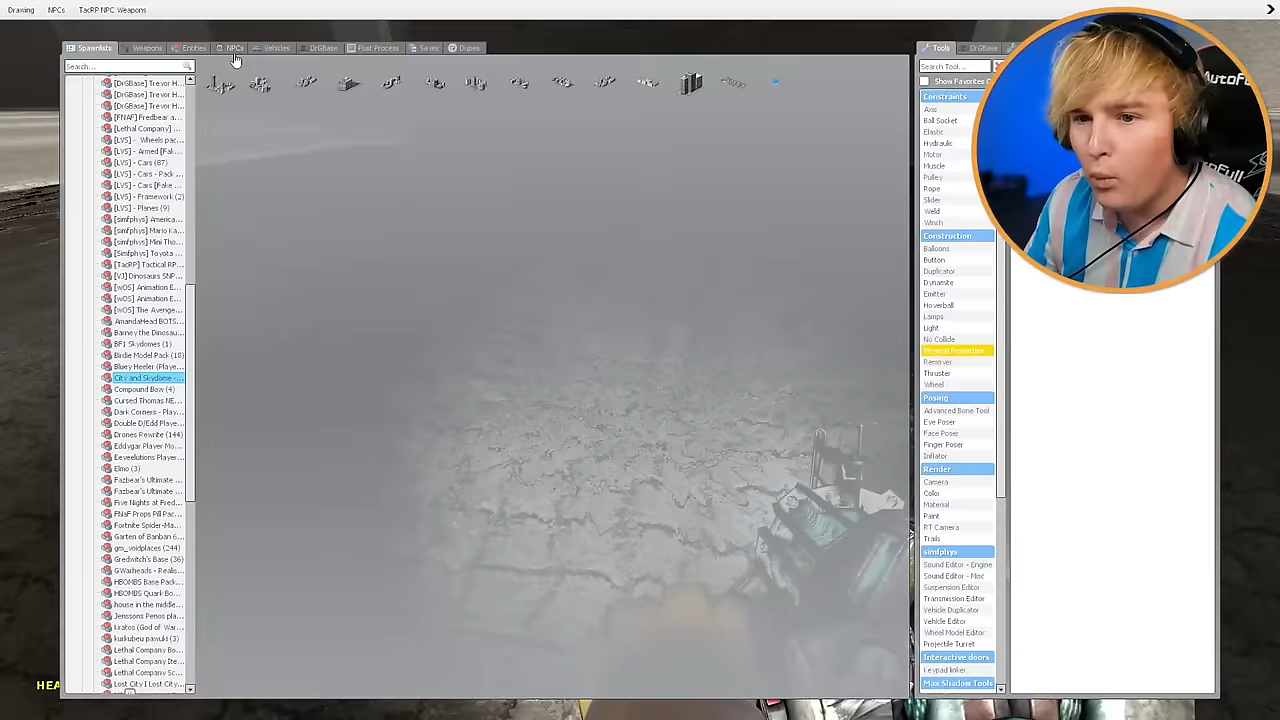 Drawing NPCs TacRP NPC Weapons
Spawnlists Weapons Entities NPCs Vehicles DrGBase Post Process Saves Dupes
Search...
[DrGBase] Trevor H...
[DrGBase] Trevor H...
[DrGBase] Trevor H...
[FNAF] Fredbear a...
[Lethal Company] ...
[LVS] - Wheels pac...
[LVS] - Armed [Fak...
[LVS] - Cars (87)
[LVS] - Cars - Pack ...
[LVS] - Cars [Fake ...
[LVS] - Framework (2)
[LVS] - Planes (9)
[simfphys] America...
[simfphys] Mario Ka...
[simfphys] Mini Tho...
[Simfphys] Toyota ...
[TacRP] Tactical RP...
[VJ] Dinosaurs SNP...
[wOS] Animation E...
[wOS] Animation E...
[wOS] The Avenge...
AmandaHead BOTS...
Barney the Dinosau...
BF1 Skydomes (1)
Birdie Model Pack (18)
Bluey Heeler (Playe...
City and Skydome -...
Compound Bow (4)
Cursed Thomas NE...
Dark Corners - Play...
Double D/Edd Playe...
Drones Rewrite (144)
Eddygar Player Mo...
Eeveelutions Player...
Elmo (3)
Fazbear's Ultimate ...
Fazbear's Ultimate ...
Five Nights at Fred...
FNaF Props Pill Pac...
Fortnite Spider-Ma...
Garten of Banban 6...
gm_voidplaces (244)
Gredwitch's Base (36)
GWarheads - Realis...
HBOMBS Base Pack...
HBOMBS Quark Bo...
house in the middle...
Jenssons Penos pla...
Kratos (God of War...
kurkubeu pawuki (3)
Lethal Company Bo...
Lethal Company Ite...
Lethal Company Sc...
Lost City [ Lost City...
HEA
Tools DrGBase
Search Tool...
Show Favorites O
Constraints
Axis
Ball Socket
Elastic
Hydraulic
Motor
Muscle
Pulley
Rope
Slider
Weld
Winch
Construction
Balloons
Button
Duplicator
Dynamite
Emitter
Hoverball
Lamps
Light
No Collide
Physical Properties
Remover
Thruster
Wheel
Posing
Advanced Bone Tool
Eye Poser
Face Poser
Finger Poser
Inflator
Render
Camera
Color
Material
Paint
RT Camera
Trails
simfphys
Sound Editor - Engine
Sound Editor - Misc
Suspension Editor
Transmission Editor
Vehicle Duplicator
Vehicle Editor
Wheel Model Editor
Projectile Turret
Interactive doors
Keypad linker
Max Shadow Tools
AutoFull
AutoFull